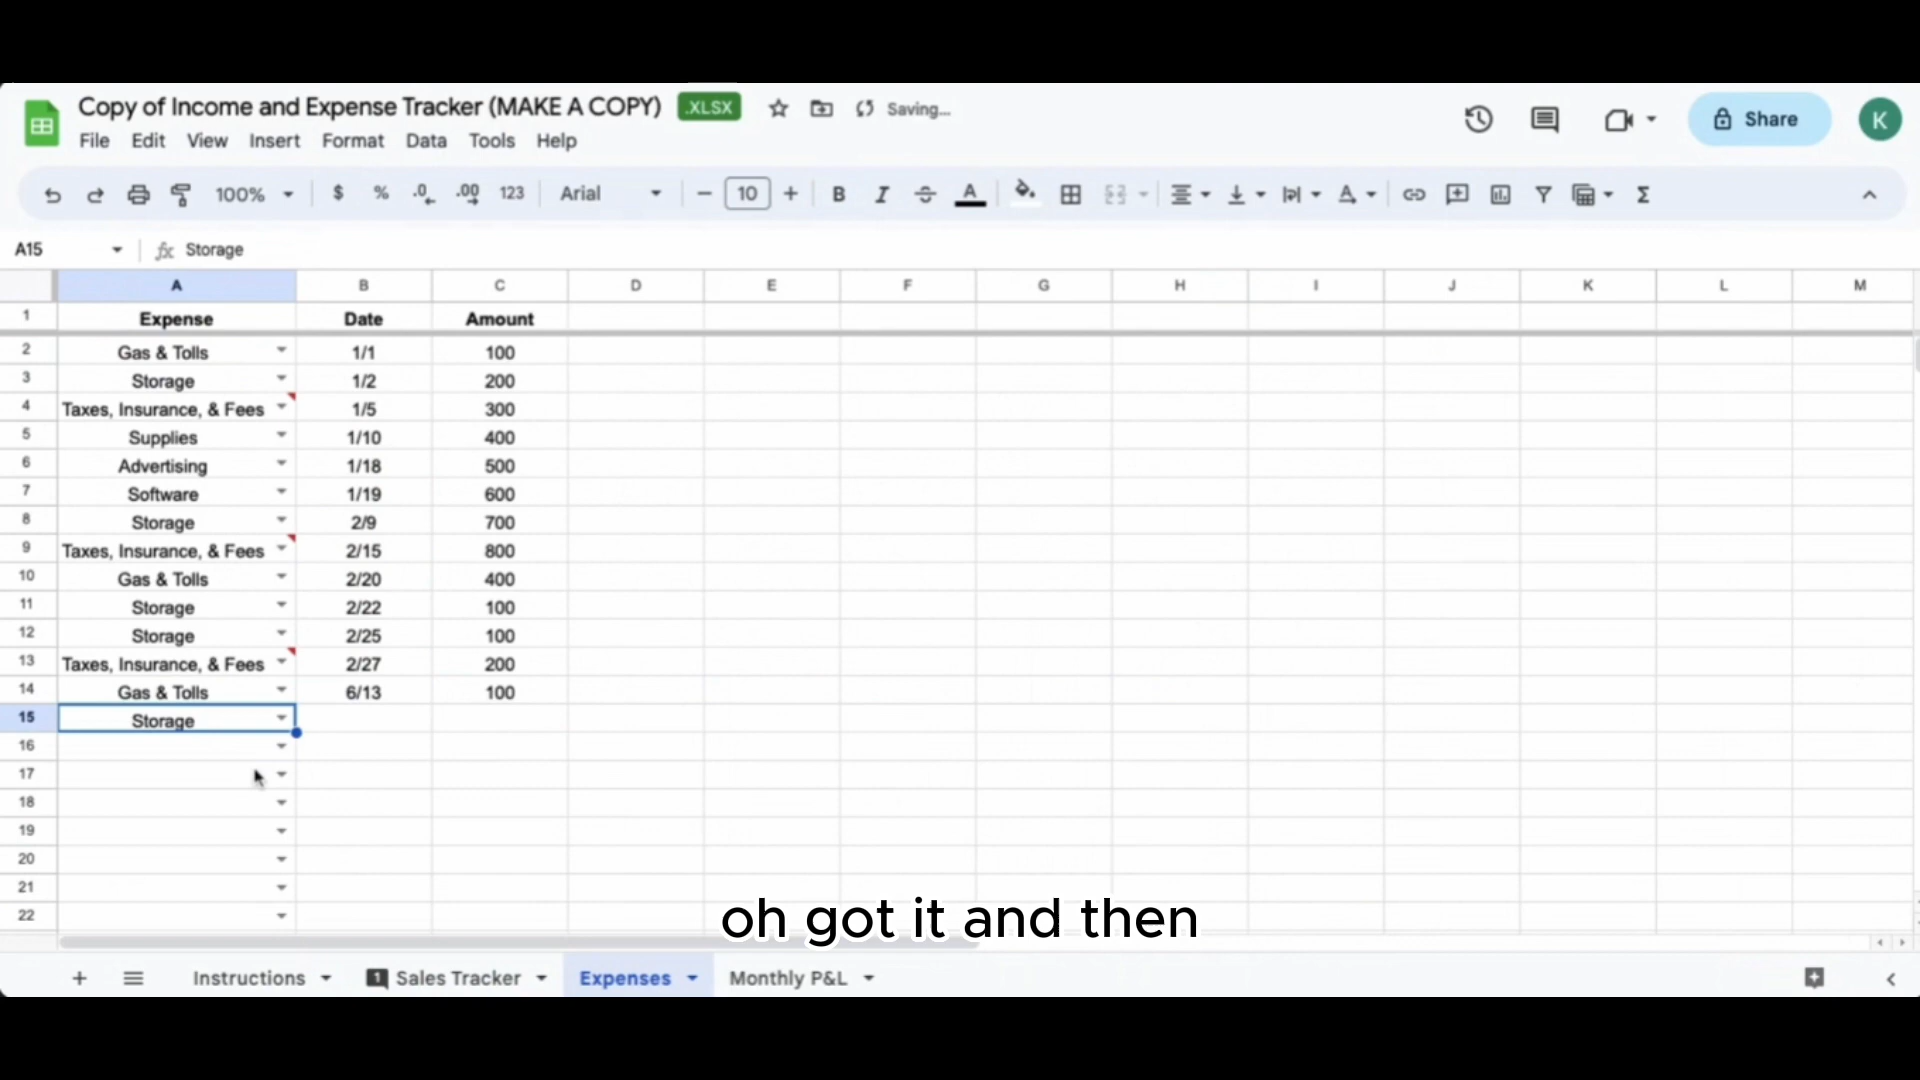 Copy of Income and Expense Tracker (MAKE A COPY) .XLSX Saving...
File Edit View Insert Format Data Tools Help
Share K
100% $ % .0 .00 123 Arial 10 B I A
A15 fx Storage
A B C D E F G H I J K L M
1 Expense Date Amount
2 Gas & Tolls 1/1 100
3 Storage 1/2 200
4 Taxes, Insurance, & Fees 1/5 300
5 Supplies 1/10 400
6 Advertising 1/18 500
7 Software 1/19 600
8 Storage 2/9 700
9 Taxes, Insurance, & Fees 2/15 800
10 Gas & Tolls 2/20 400
11 Storage 2/22 100
12 Storage 2/25 100
13 Taxes, Insurance, & Fees 2/27 200
14 Gas & Tolls 6/13 100
15 Storage
16
17
18
19
20
21
22
oh got it and then
+ Instructions 1 Sales Tracker Expenses Monthly P&L